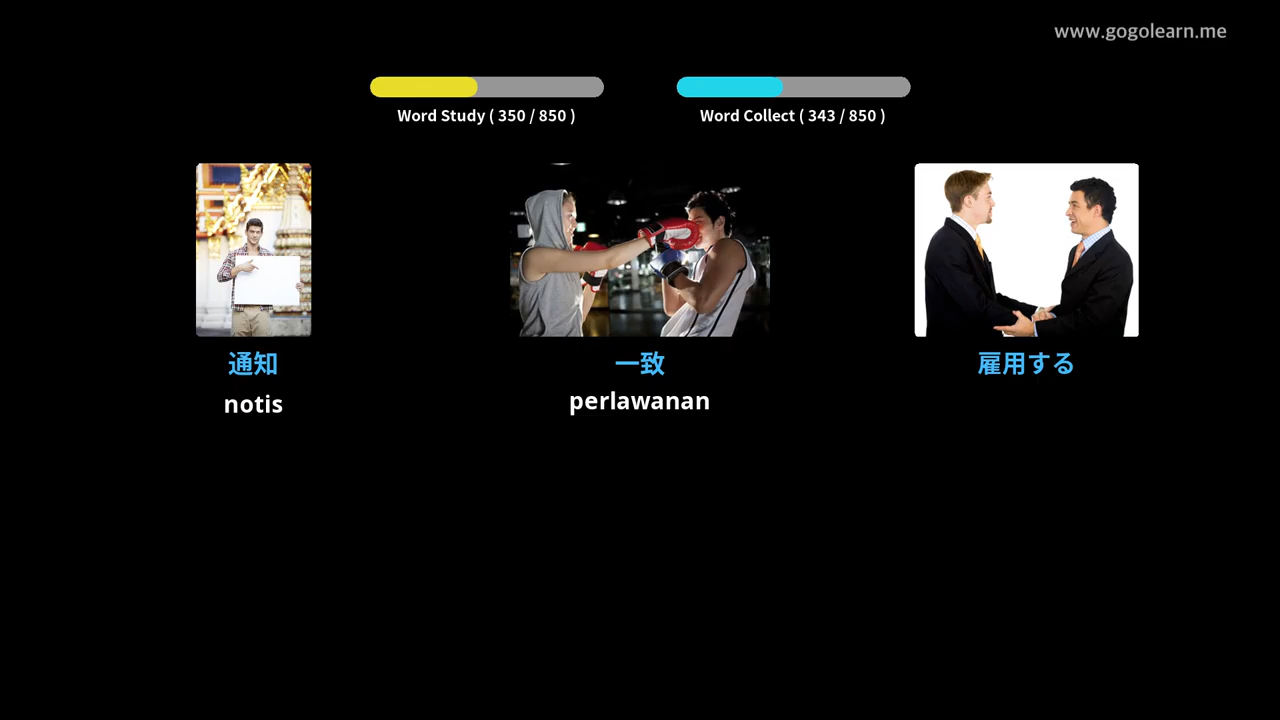 www.gogolearn.me
Word Study ( 350 / 850 )
Word Collect ( 343 / 850 )
通知
一致
雇用する
notis
perlawanan